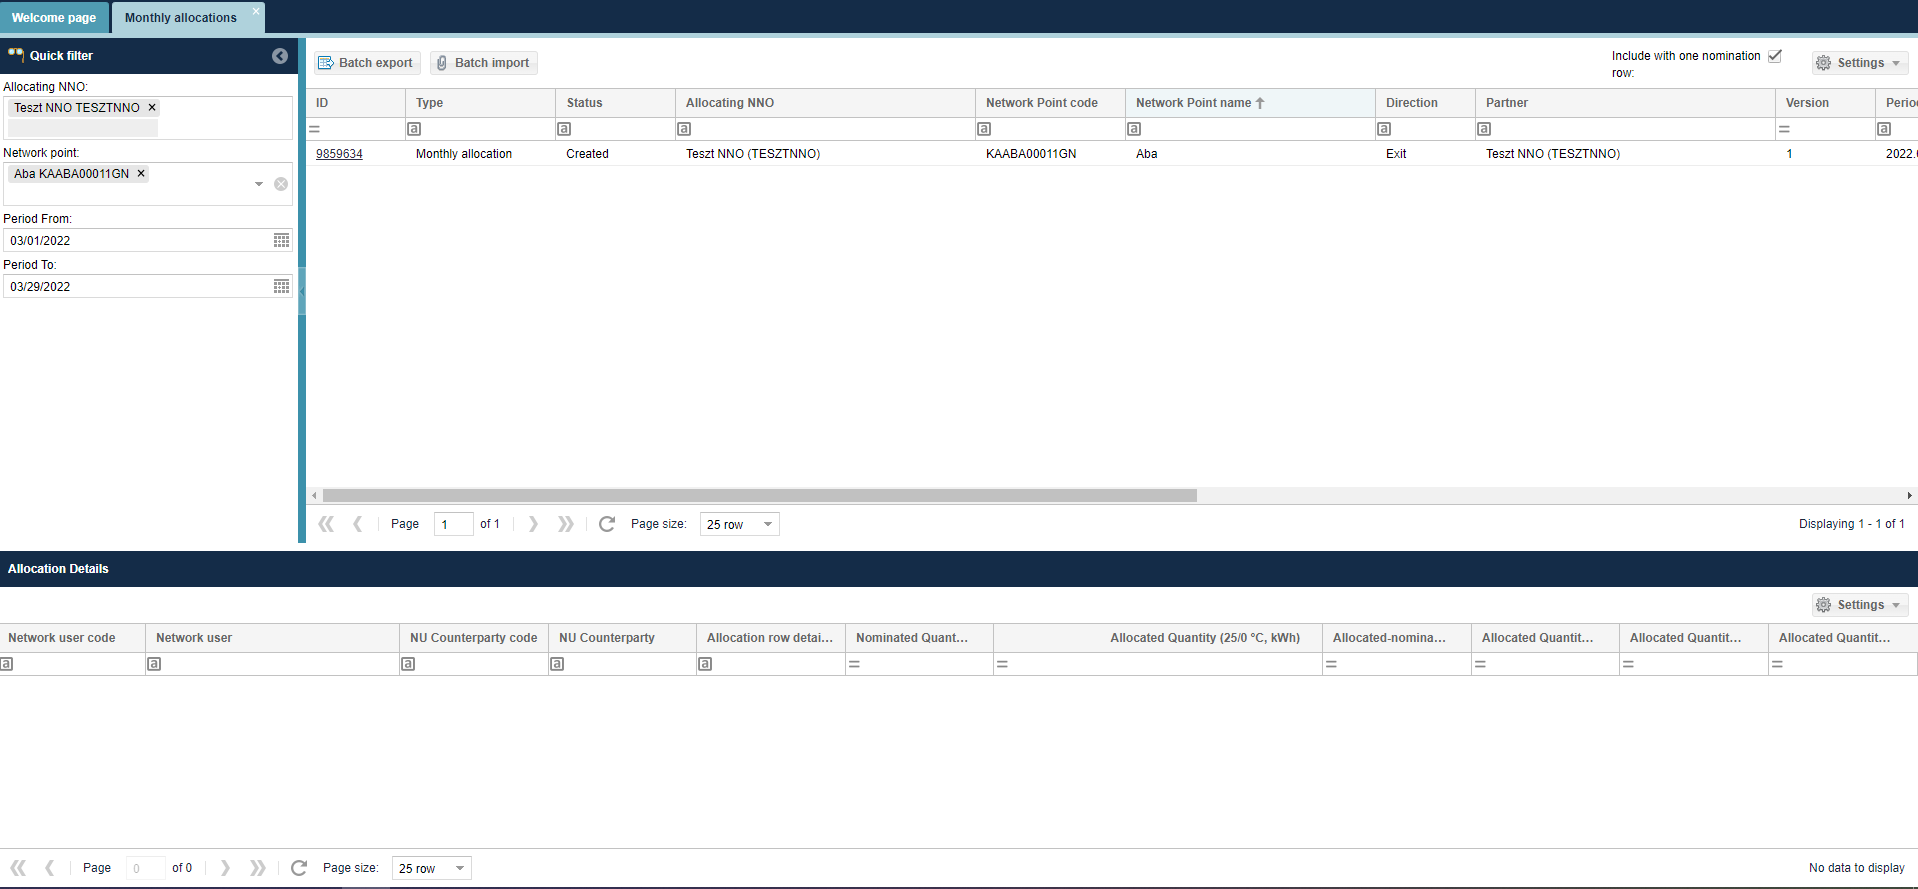 Welcome page
Monthly allocations
Quick filter
Allocating NNO:
Teszt NNO TESZTNNO
Network point:
Aba KAABA00011GN
Period From:
03/01/2022
Period To:
03/29/2022
Batch export
Batch import
Include with one nomination
row:
Settings
ID Type Status Allocating NNO Network Point code Network Point name Direction Partner Version Perio
9859634 Monthly allocation Created Teszt NNO (TESZTNNO) KAABA00011GN Aba Exit Teszt NNO (TESZTNNO) 1 2022.
Page 1 of 1 Page size: 25 row Displaying 1 - 1 of 1
Allocation Details
Settings
Network user code Network user NU Counterparty code NU Counterparty Allocation row detai... Nominated Quant... Allocated Quantity (25/0 °C, kWh) Allocated-nomina... Allocated Quantit... Allocated Quantit... Allocated Quantit...
Page 0 of 0 Page size: 25 row No data to display